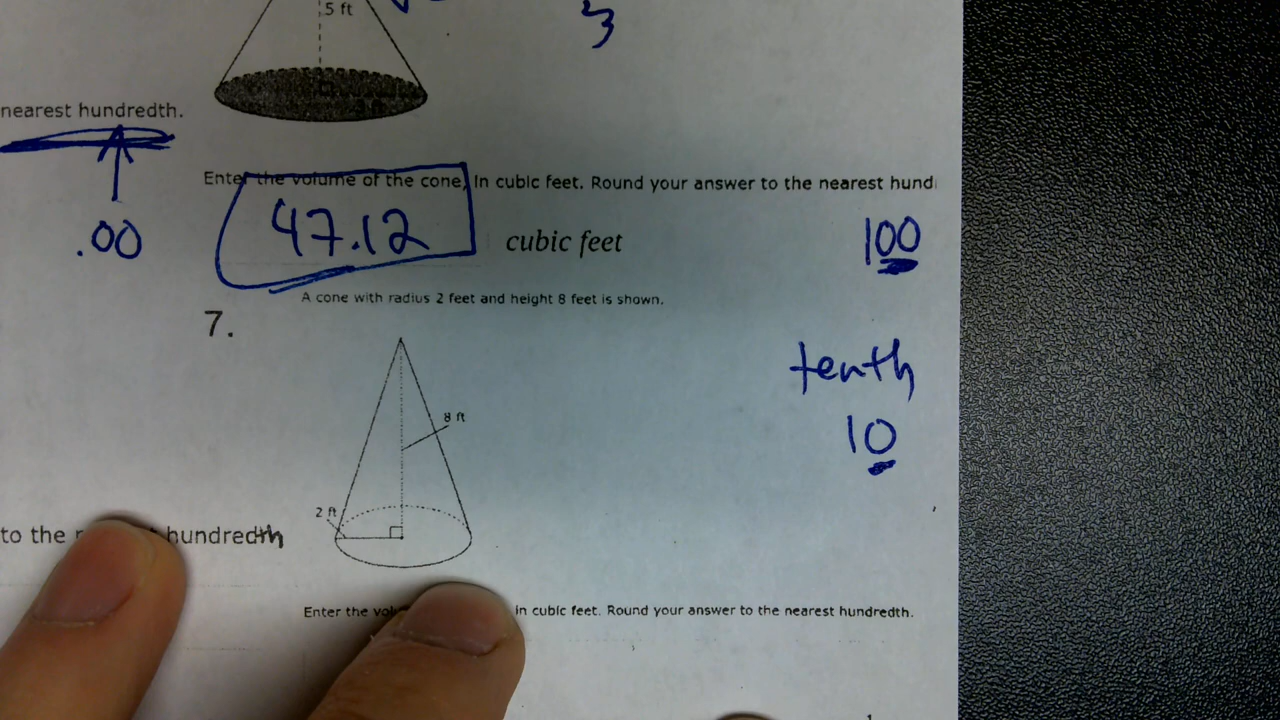 5 ft
3
nearest hundredth.
.00
Enter the volume of the cone, in cubic feet. Round your answer to the nearest hund
47.12 cubic feet
100
A cone with radius 2 feet and height 8 feet is shown.
7.
tenth
8 ft
10
2 ft
to the hundredth
Enter the in cubic feet. Round your answer to the nearest hundredth.